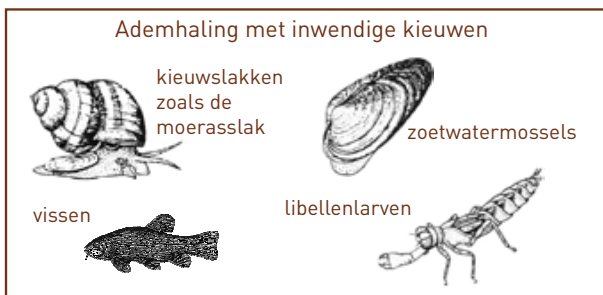 Ademhaling met inwendige kieuwen
kieuwslakken
zoals de
moerasslak
zoetwatermossels
vissen
libellenlarven